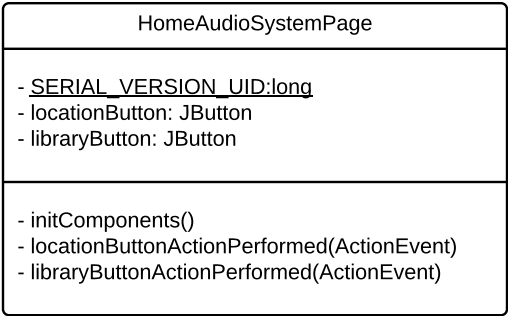 HomeAudioSystemPage
- SERIAL_VERSION_UID:long
- locationButton: JButton
- libraryButton: JButton
- initComponents()
- locationButtonActionPerformed(ActionEvent)
- libraryButtonActionPerformed(ActionEvent)